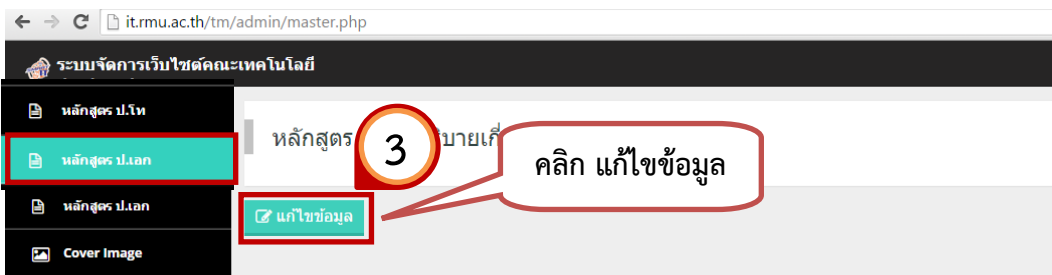 it.rmu.ac.th/tm/admin/master.php
ระบบจัดการเว็บไซต์คณะเทคโนโลยี
หลักสูตร ป.โท
หลักสูตร
3
คลิก แก้ไขข้อมูล
หลักสูตร ป.เอก
หลักสูตร ป.เอก
แก้ไขข้อมูล
Cover Image